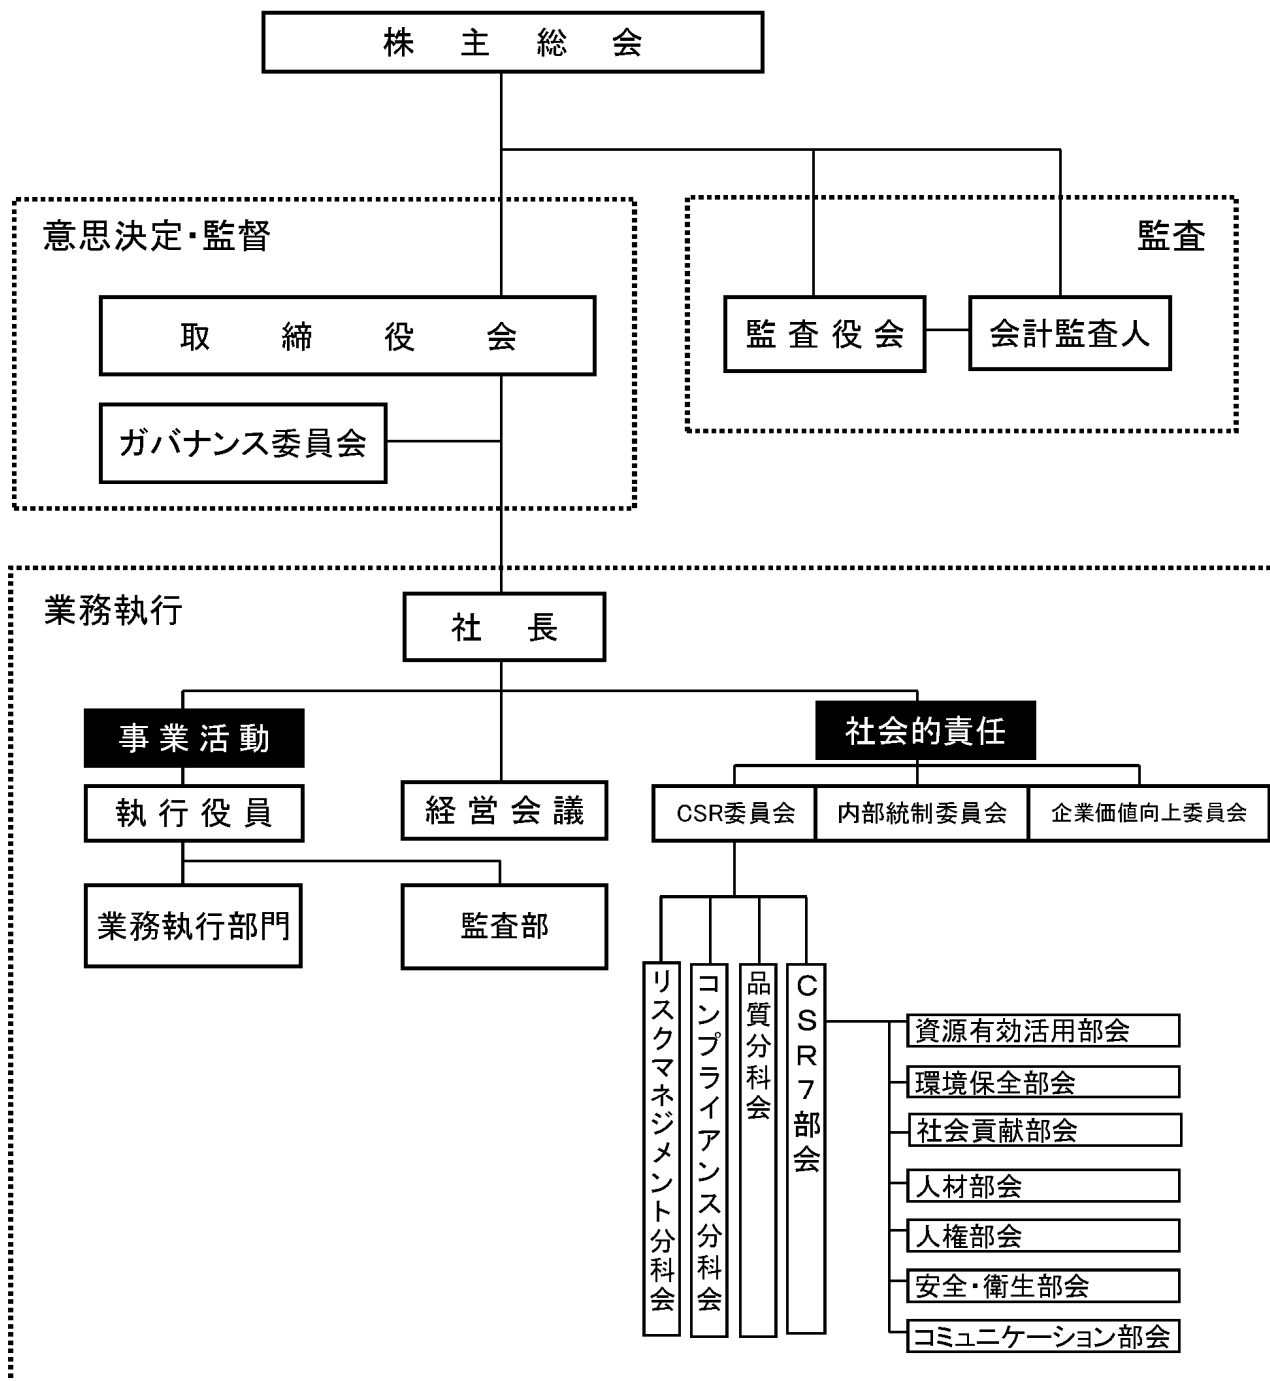 株主総会
意思決定・監督
監査
取締役会
監査役会
会計監査人
ガバナンス委員会
業務執行
社長
事業活動
社会的責任
執行役員
経営会議
CSR委員会
内部統制委員会
企業価値向上委員会
業務執行部門
監査部
リスクマネジメント分科会
コンプライアンス分科会
品質分科会
CSR7部会
資源有効活用部会
環境保全部会
社会貢献部会
人材部会
人権部会
安全・衛生部会
コミュニケーション部会